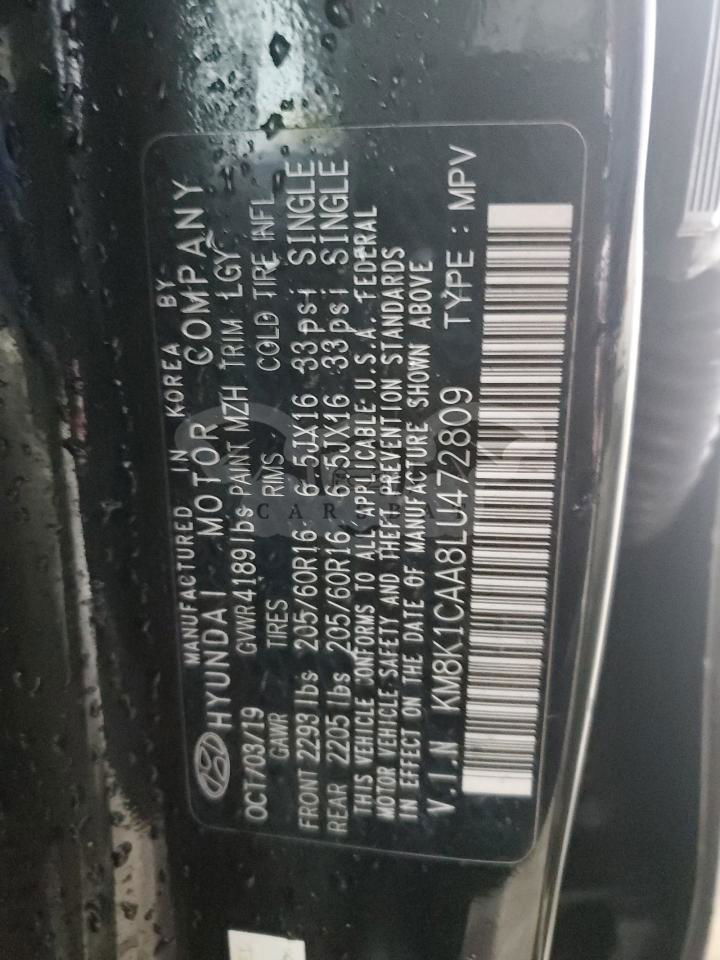 MANUFACTURED IN KOREA BY
HYUNDAI MOTOR COMPANY
OCT/03/19 GVWR 4189lbs PAINT MZH TRIM LGY
GAWR TIRES RIMS COLD TIRE INFL
FRONT 2293lbs 205/60R16 6.5JX16 33psi SINGLE
REAR 2205 lbs 205/60R16 6.5JX16 33psi SINGLE
THIS VEHICLE CONFORMS TO ALL APPLICABLE U.S.A. FEDERAL
MOTOR VEHICLE-SAFETY AND THEFT PREVENTION STANDARDS
IN EFFECT ON THE DATE OF MANUFACTURE SHOWN ABOVE
V.I.N KM8K1CAA8LU472809 TYPE : MPV